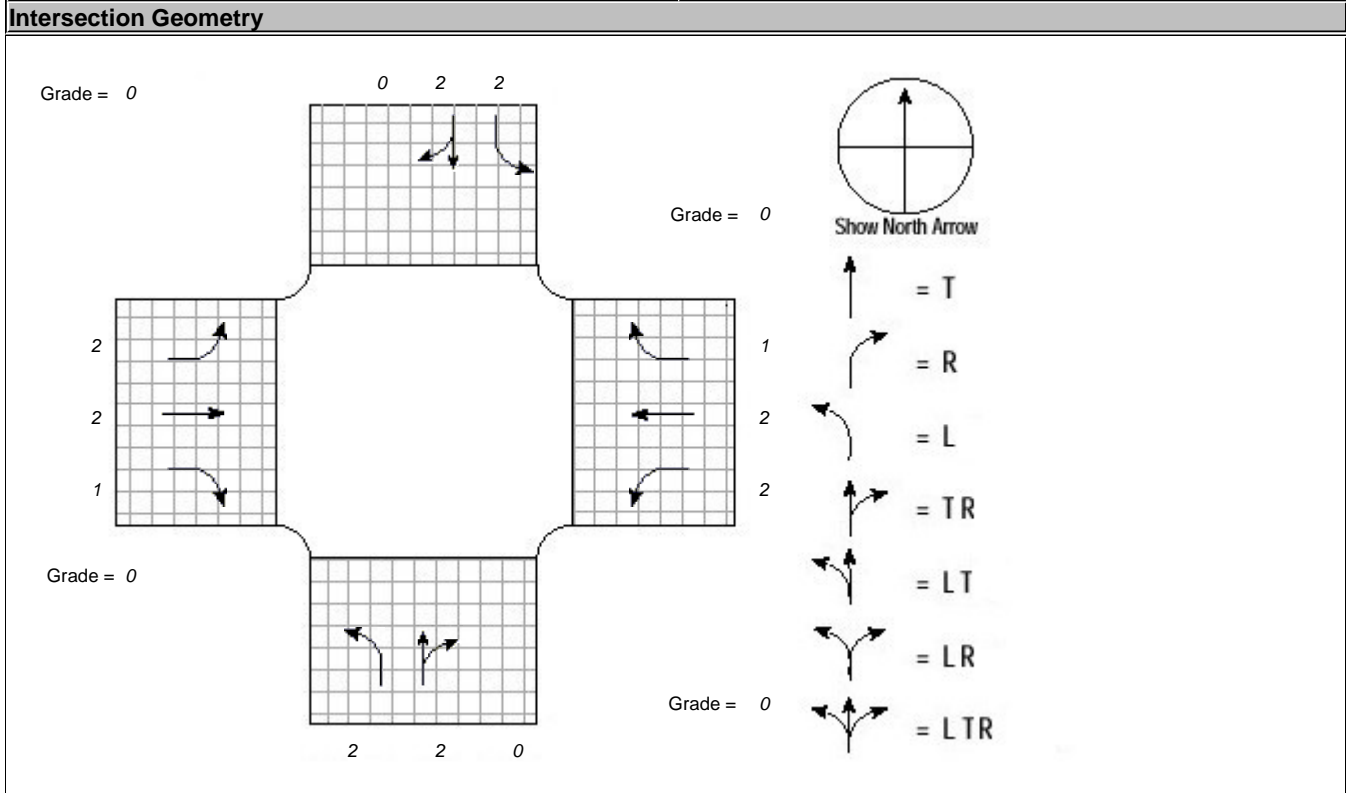 Intersection Geometry
Grade = 0
0 2 2
Grade = 0
Show North Arrow
= T
= R
2
1
2
2
= L
1
2
= TR
Grade = 0
= LT
= LR
Grade = 0
= LTR
2 2 0